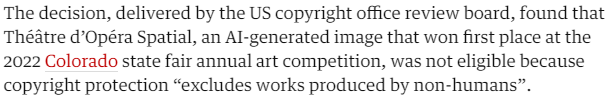 The decision, delivered by the US copyright office review board, found that
Théâtre d’Opéra Spatial, an AI-generated image that won first place at the
2022 Colorado state fair annual art competition, was not eligible because
copyright protection “excludes works produced by non-humans”.